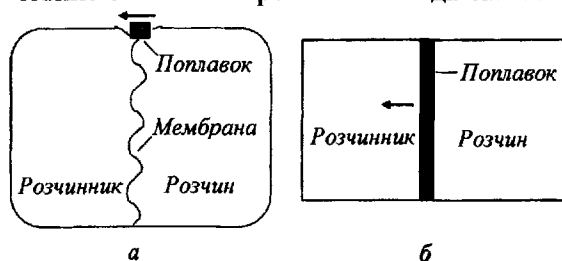 Поплавок
Мембрана
Розчинник
Розчин
а
Поплавок
Розчинник
Розчин
б